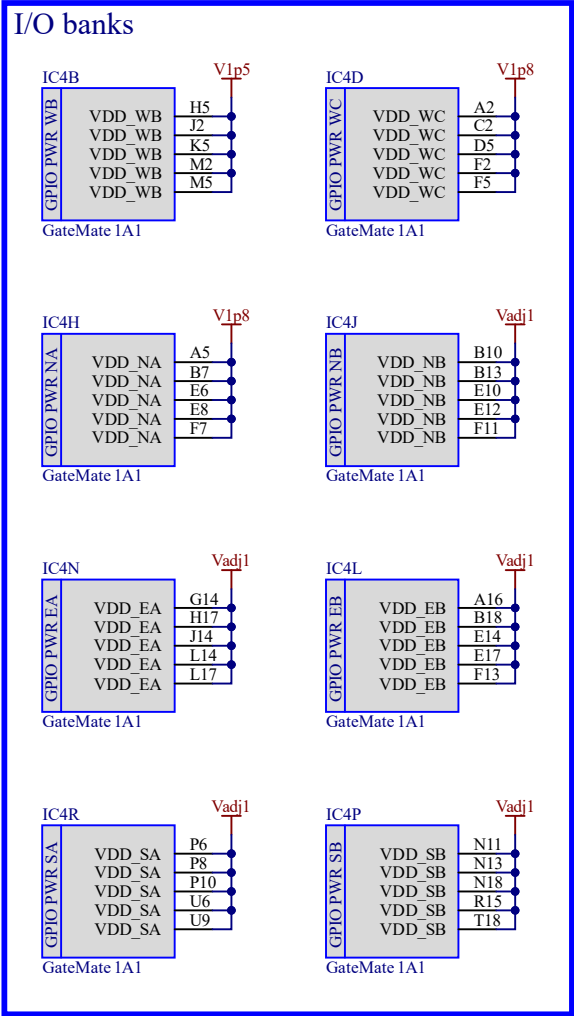 I/O banks
IC4B
V1p5
GPIO PWR WB
VDD_WB H5
VDD_WB J2
VDD_WB K5
VDD_WB M2
VDD_WB M5
GateMate 1A1
IC4D
V1p8
GPIO PWR WC
VDD_WC A2
VDD_WC C2
VDD_WC D5
VDD_WC F2
VDD_WC F5
GateMate 1A1
IC4H
V1p8
GPIO PWR NA
VDD_NA A5
VDD_NA B7
VDD_NA E6
VDD_NA E8
VDD_NA F7
GateMate 1A1
IC4J
Vadj1
GPIO PWR NB
VDD_NB B10
VDD_NB B13
VDD_NB E10
VDD_NB E12
VDD_NB F11
GateMate 1A1
IC4N
Vadj1
GPIO PWR EA
VDD_EA G14
VDD_EA H17
VDD_EA J14
VDD_EA L14
VDD_EA L17
GateMate 1A1
IC4L
Vadj1
GPIO PWR EB
VDD_EB A16
VDD_EB B18
VDD_EB E14
VDD_EB E17
VDD_EB F13
GateMate 1A1
IC4R
Vadj1
GPIO PWR SA
VDD_SA P6
VDD_SA P8
VDD_SA P10
VDD_SA U6
VDD_SA U9
GateMate 1A1
IC4P
Vadj1
GPIO PWR SB
VDD_SB N11
VDD_SB N13
VDD_SB N18
VDD_SB R15
VDD_SB T18
GateMate 1A1